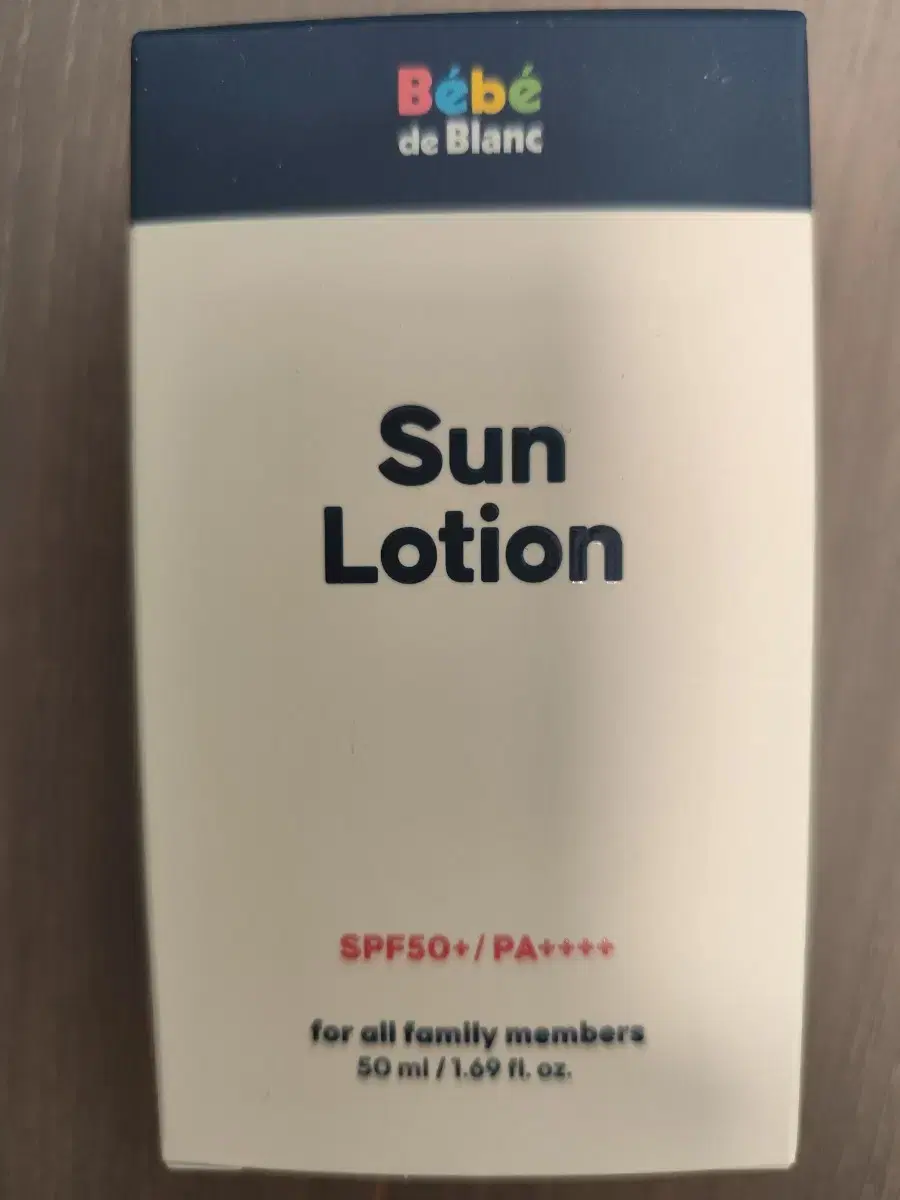 Bébé
de Blanc
Sun
Lotion
SPF50+/PA++++
for all family members
50 ml / 1.69 fl. oz.